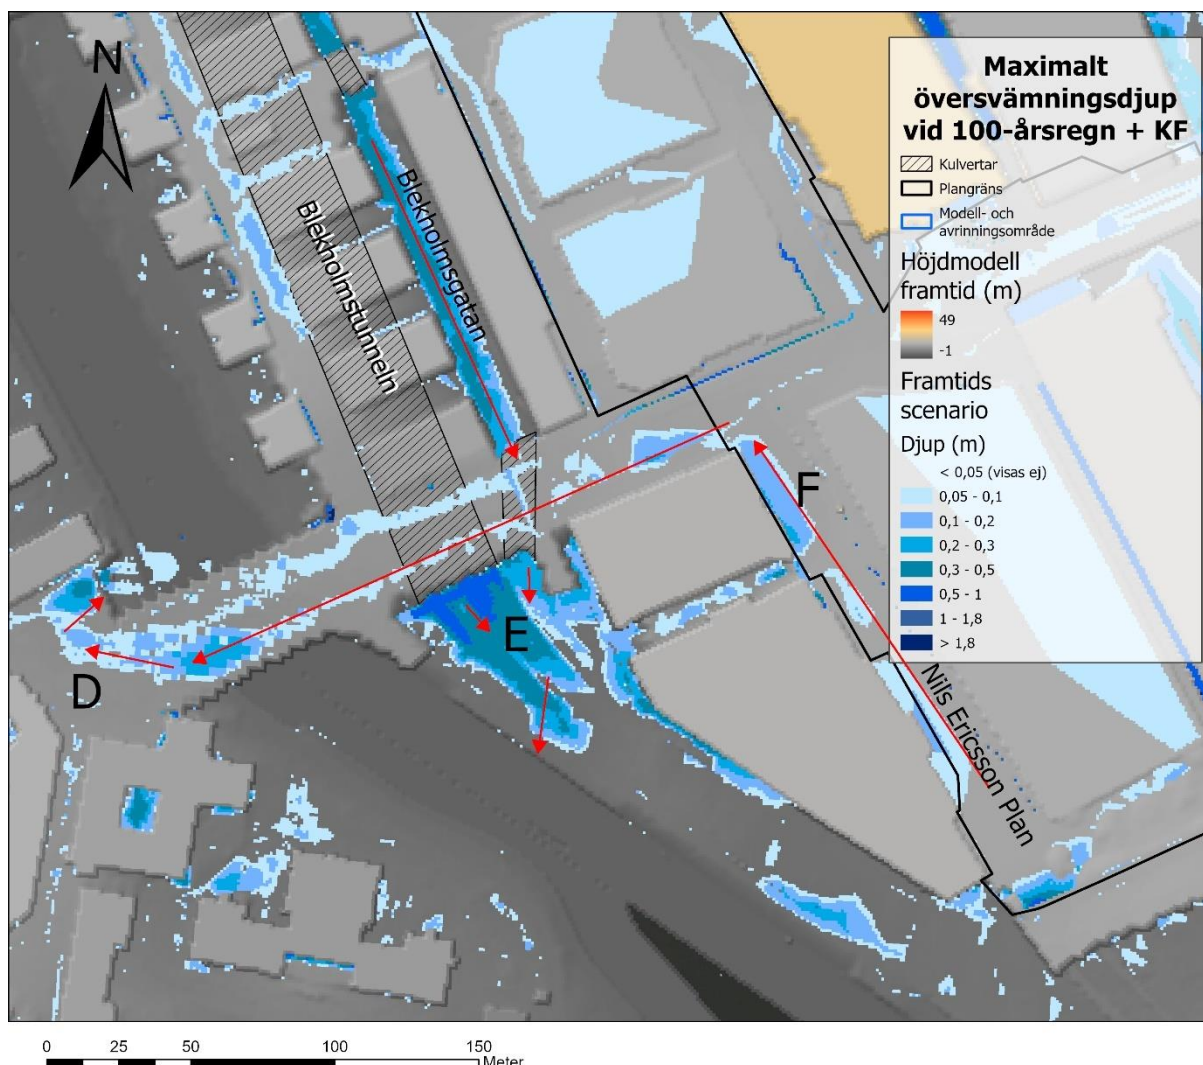 N
Blekholmstunneln
Blekholmsgatan
F
E
D
Nils Ericsson Plan
Maximalt
översvämningsdjup
vid 100-årsregn + KF
Kulvertar
Plangräns
Modell- och
avrinningsområde
Höjdmodell
framtid (m)
49
-1
Framtids
scenario
Djup (m)
< 0,05 (visas ej)
0,05 - 0,1
0,1 - 0,2
0,2 - 0,3
0,3 - 0,5
0,5 - 1
1 - 1,8
> 1,8
0 25 50 100 150
Meter